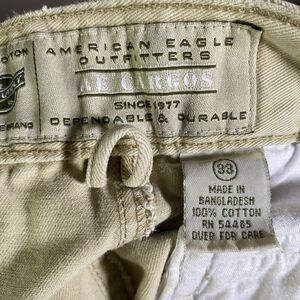 AMERICAN EAGLE
OUTFITTERS
AE CARGOS
SINCE 1977
DEPENDABLE & DURABLE
33
MADE IN
BANGLADESH
100% COTTON
RN 54485
OVER FOR CARE